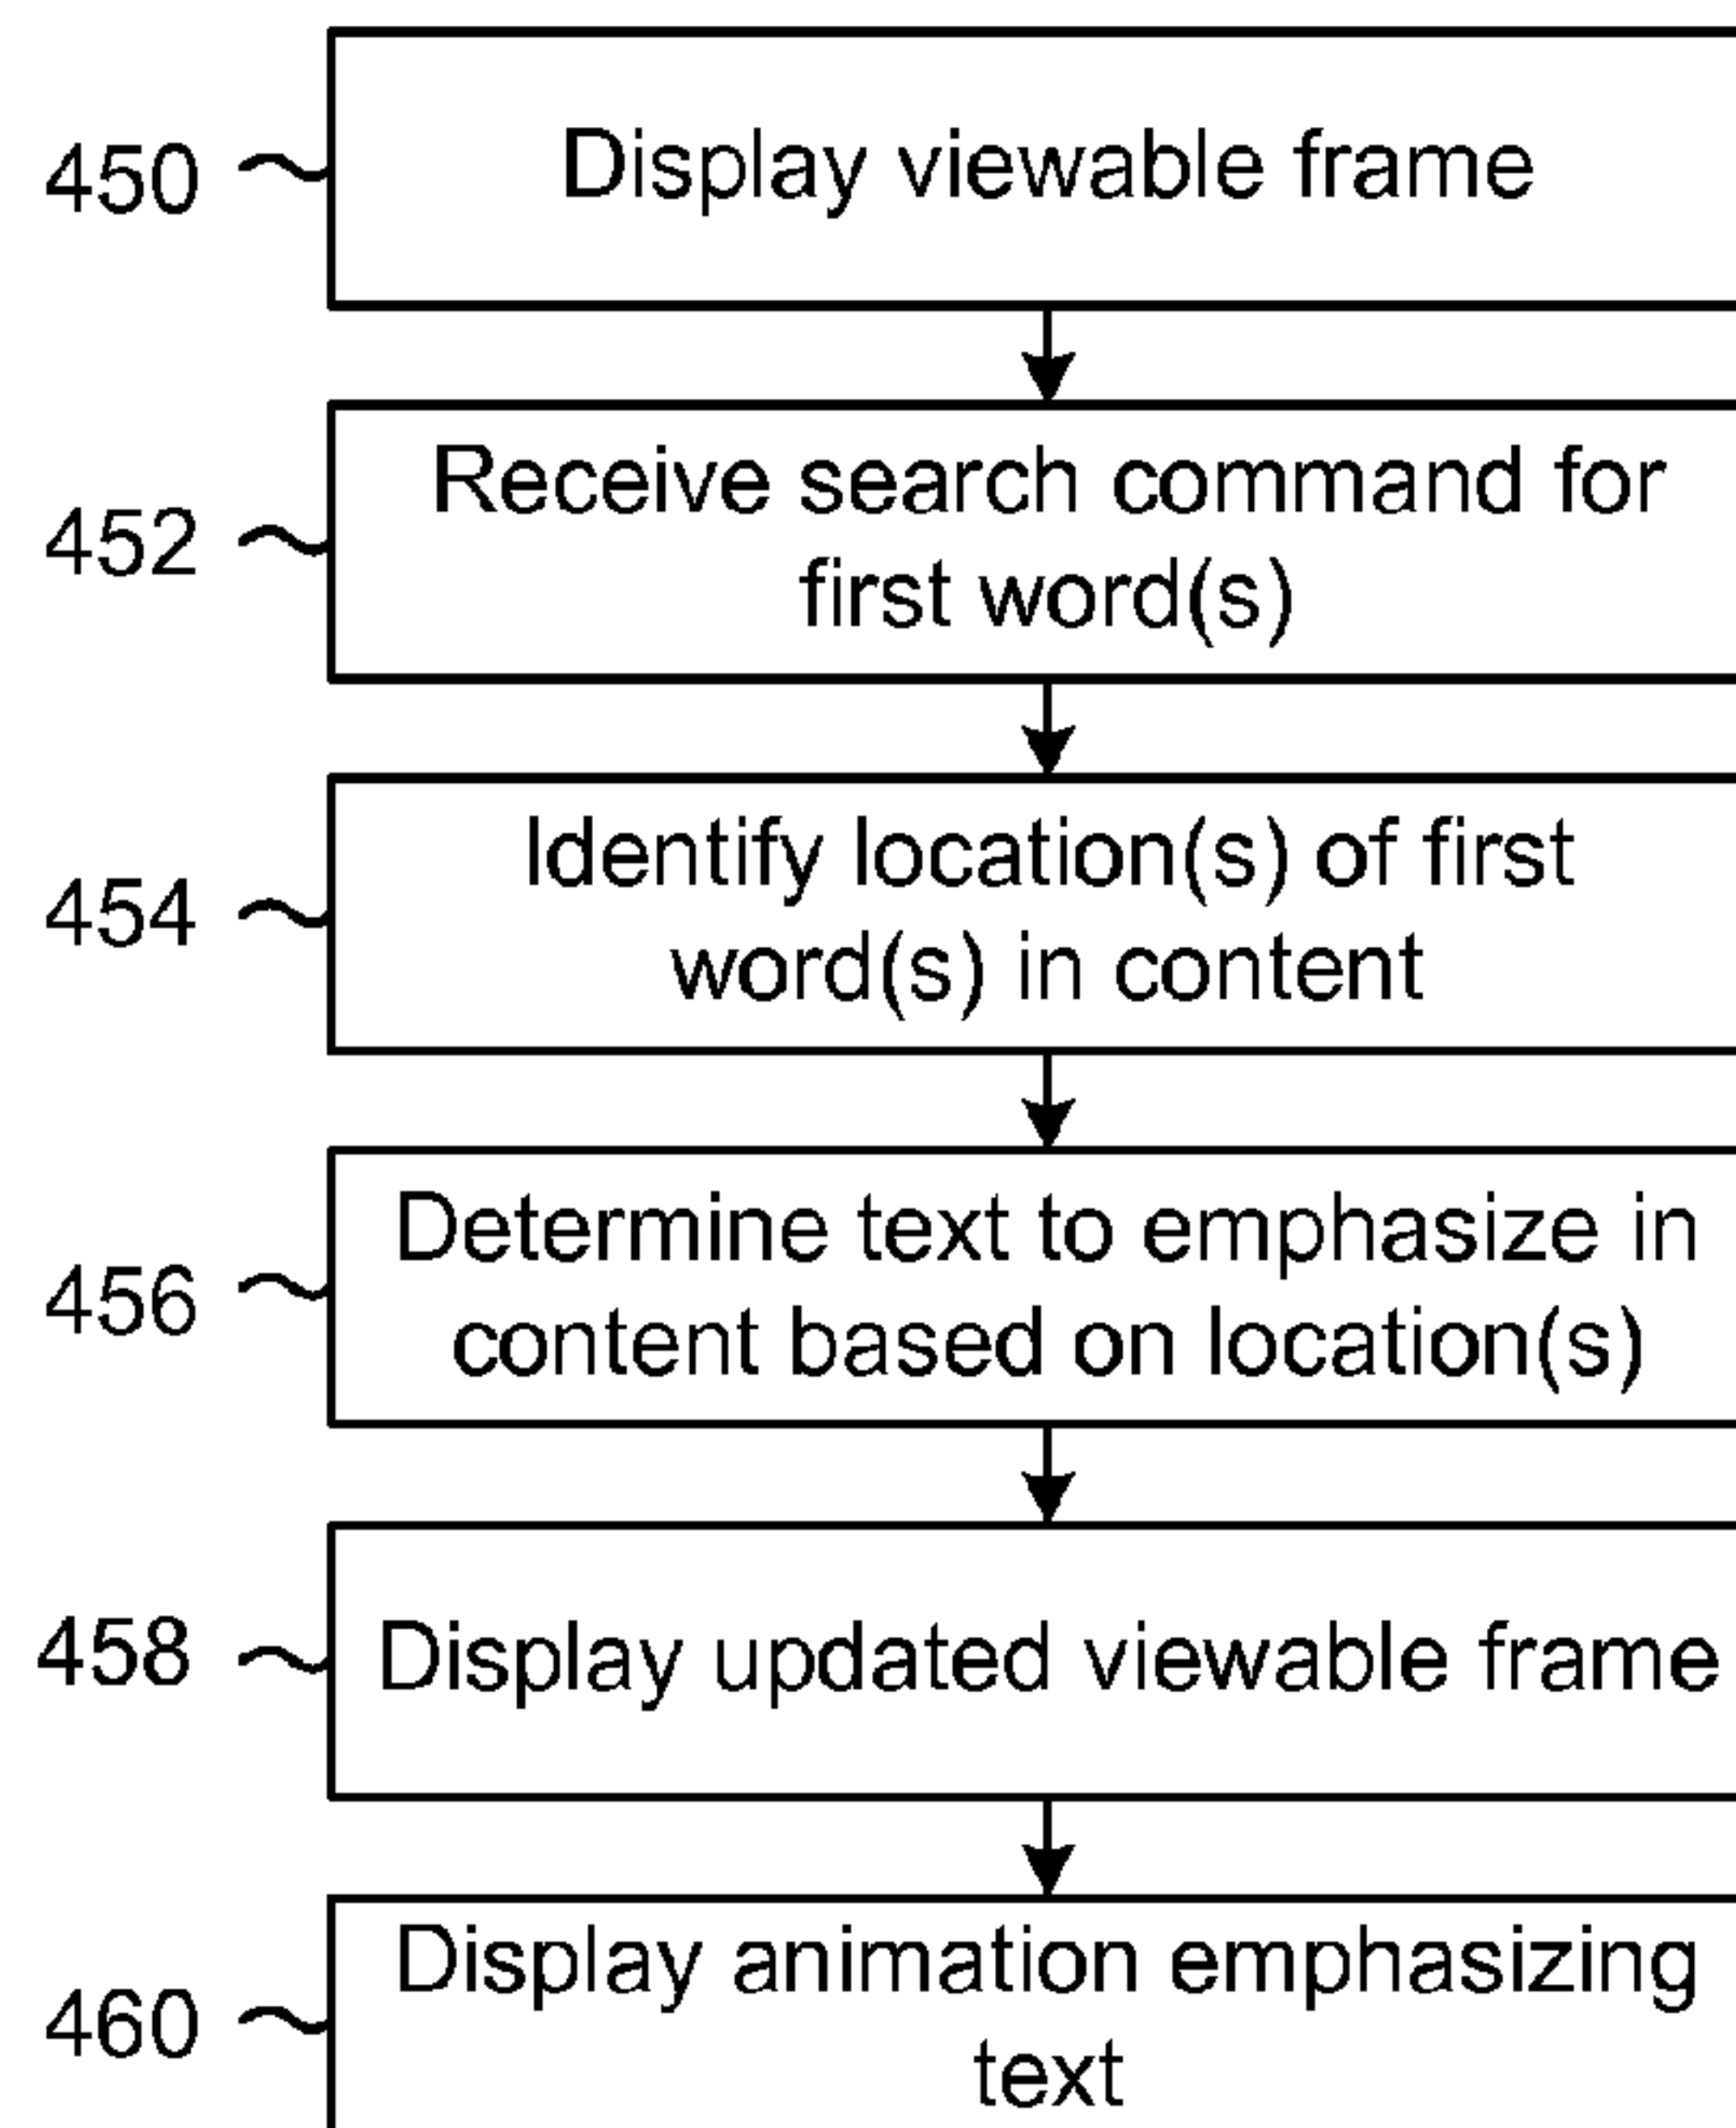 450
Display viewable frame
452
Receive search command for
first word(s)
454
Identify location(s) of first
word(s) in content
456
Determine text to emphasize in
content based on location(s)
458
Display updated viewable frame
460
Display animation emphasizing
text